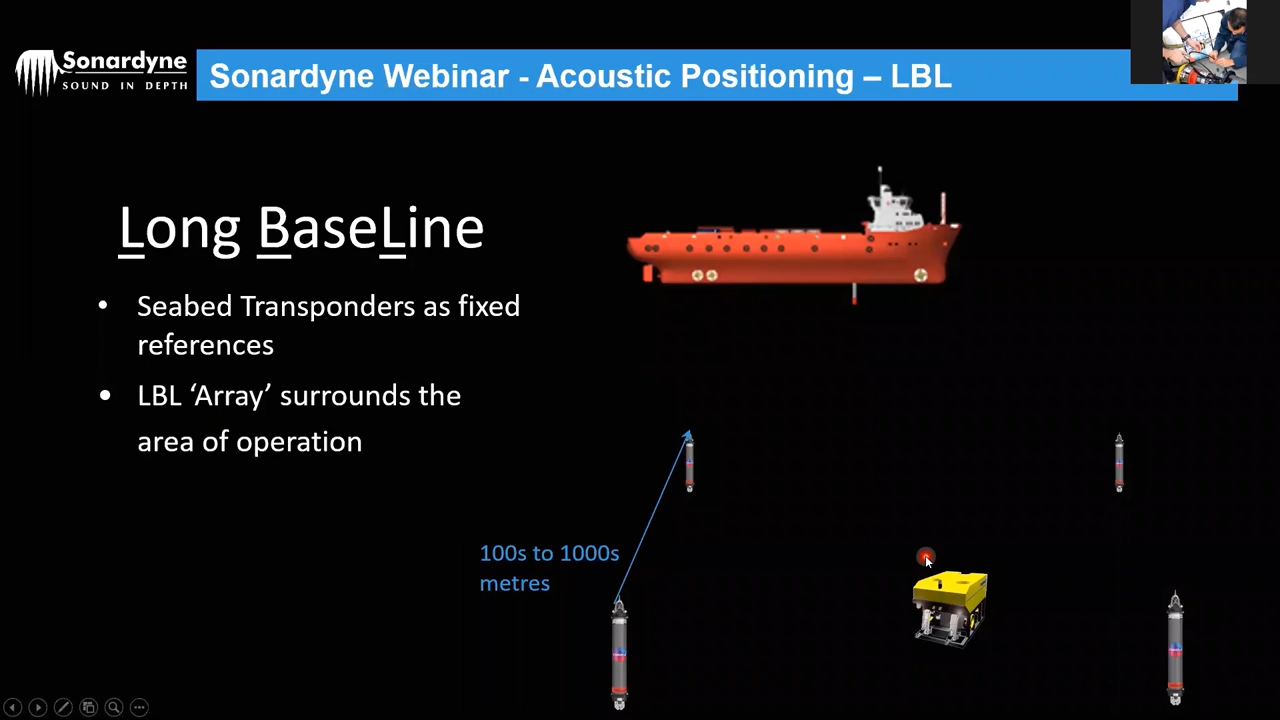 Sonardyne
SOUND IN DEPTH
Sonardyne Webinar - Acoustic Positioning – LBL
Long BaseLine
• Seabed Transponders as fixed
references
• LBL ‘Array’ surrounds the
area of operation
100s to 1000s
metres